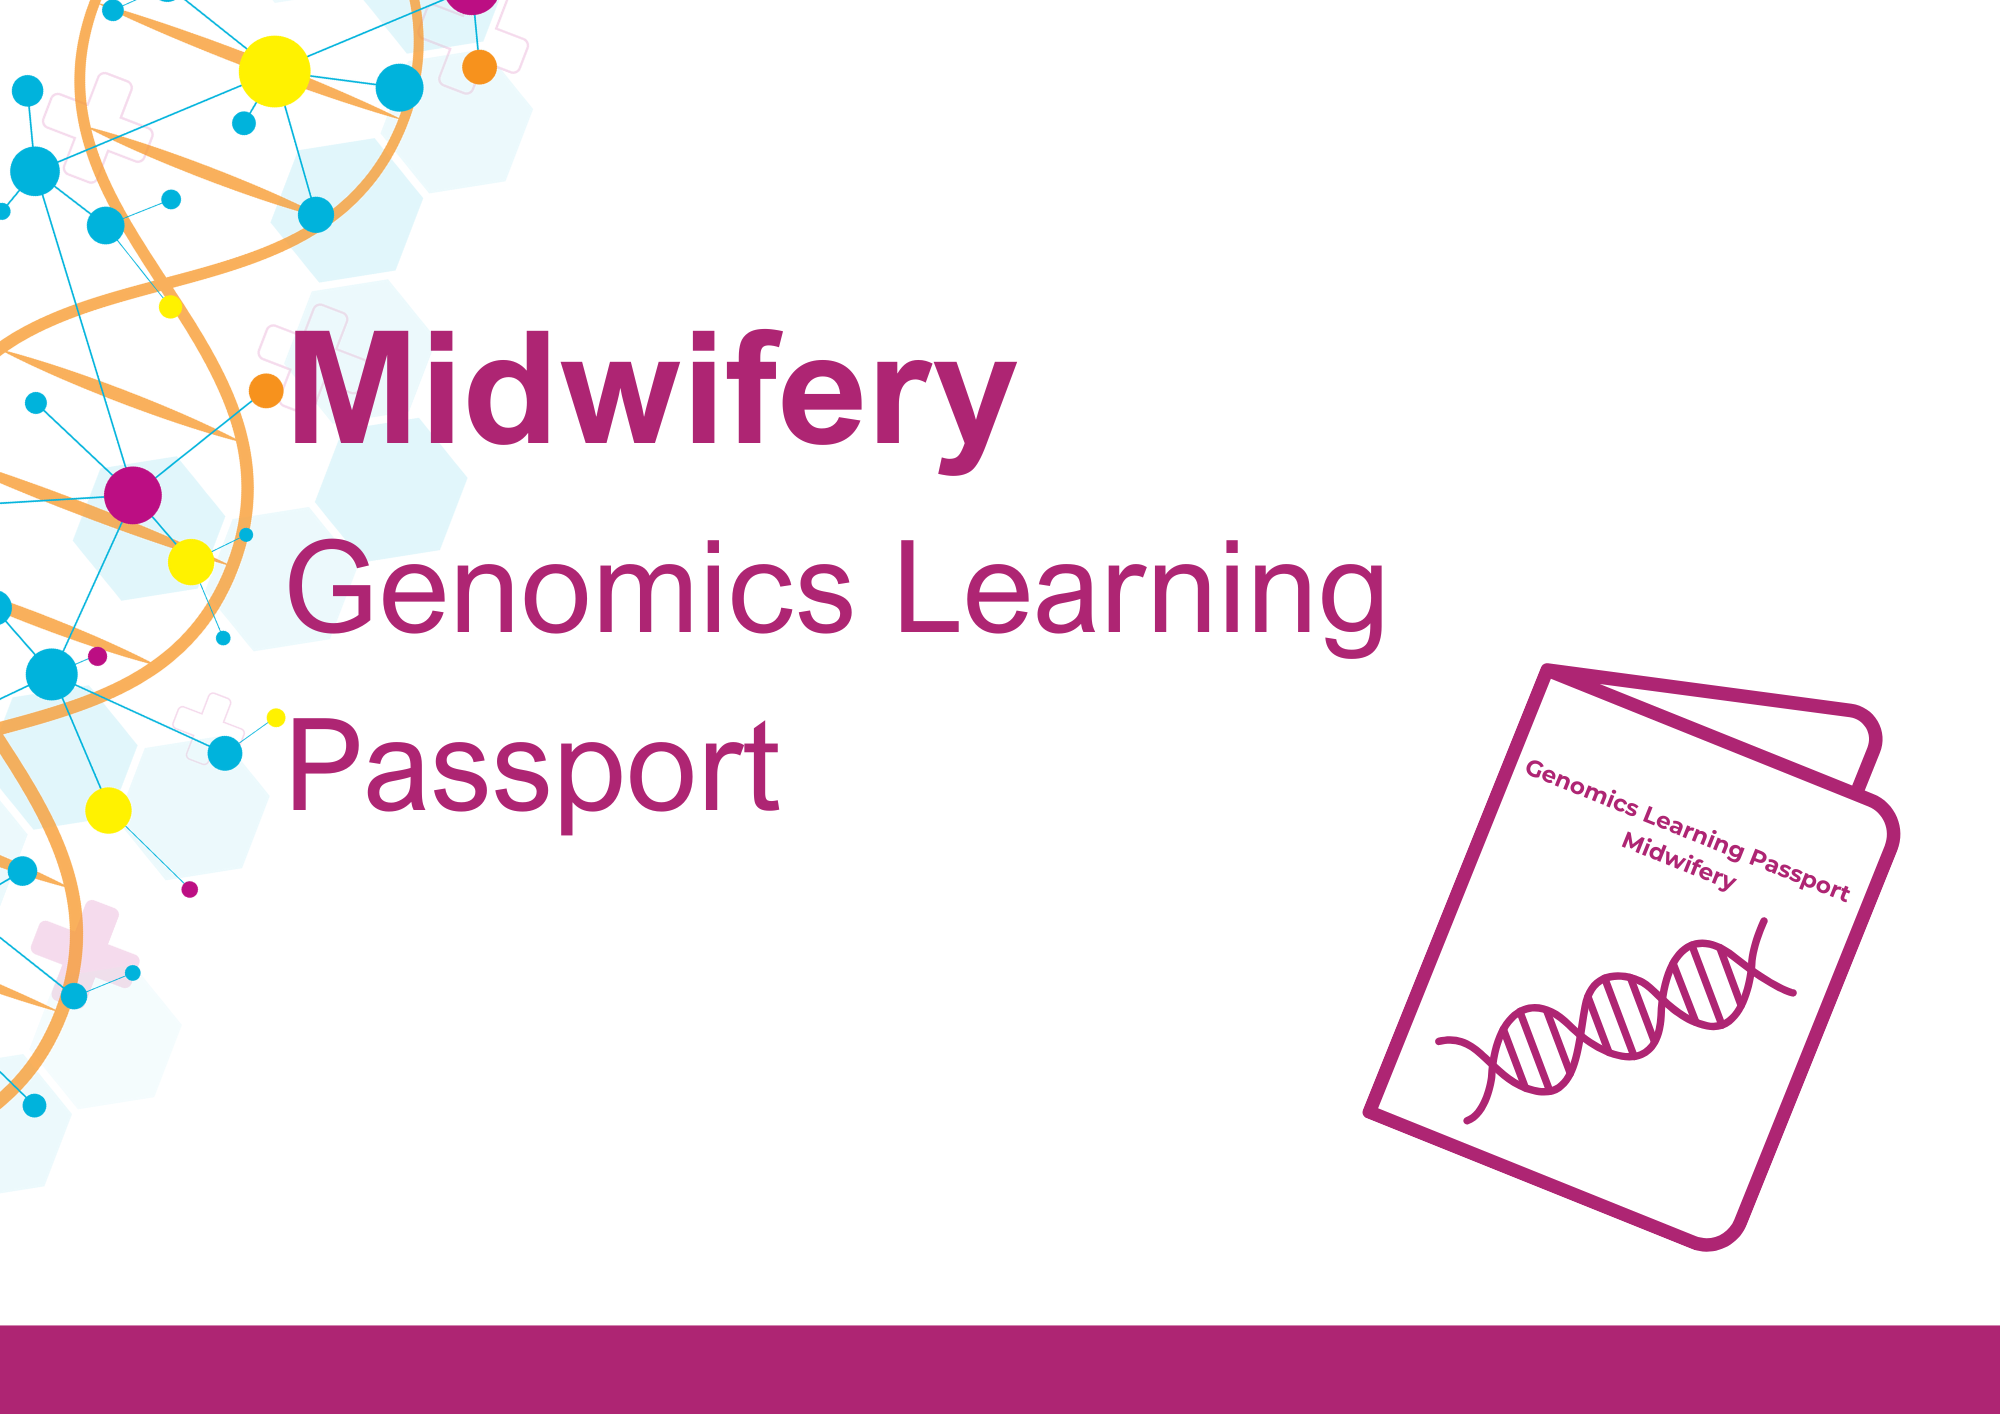 Midwifery
Genomics Learning
Passport
Genomics Learning Passport
Midwifery